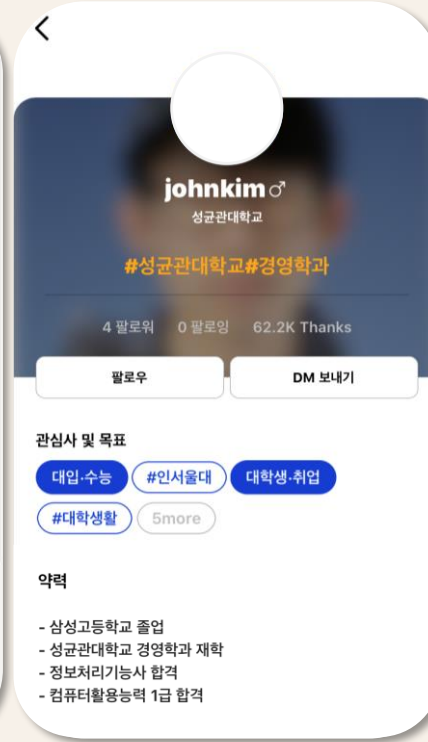 johnkim♂
성균관대학교
#성균관대학교#경영학과
4 팔로워 0 팔로잉 62.2K Thanks
팔로우 DM 보내기
관심사 및 목표
대입·수능 #인서울대 대학생·취업
#대학생활 5more
약력
- 삼성고등학교 졸업
- 성균관대학교 경영학과 재학
- 정보처리기능사 합격
- 컴퓨터활용능력 1급 합격